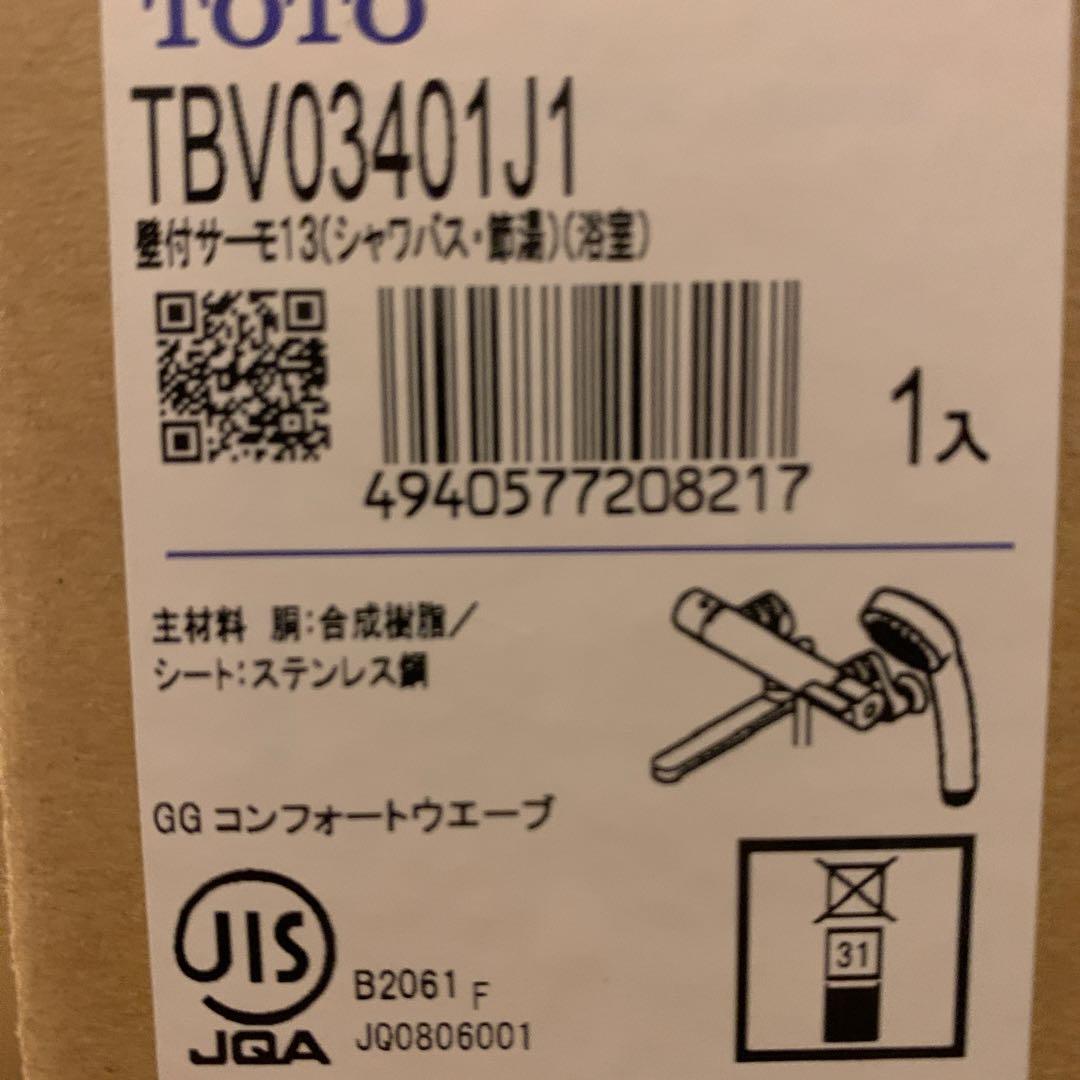 TOTO
TBV03401J1
壁付サーモ13(シャワバス・節湯)(浴室)
1入
4940577208217
主材料 胴:合成樹脂/
シート:ステンレス鋼
GG コンフォートウエーブ
JIS
B2061 F
JQA JQ0806001
31